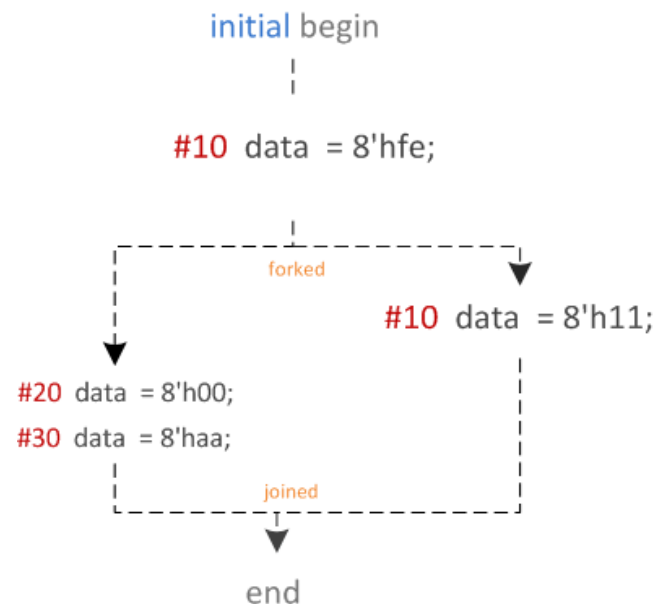 initial begin
#10 data = 8'hfe;
forked
#10 data = 8'h11;
#20 data = 8'h00;
#30 data = 8'haa;
joined
end